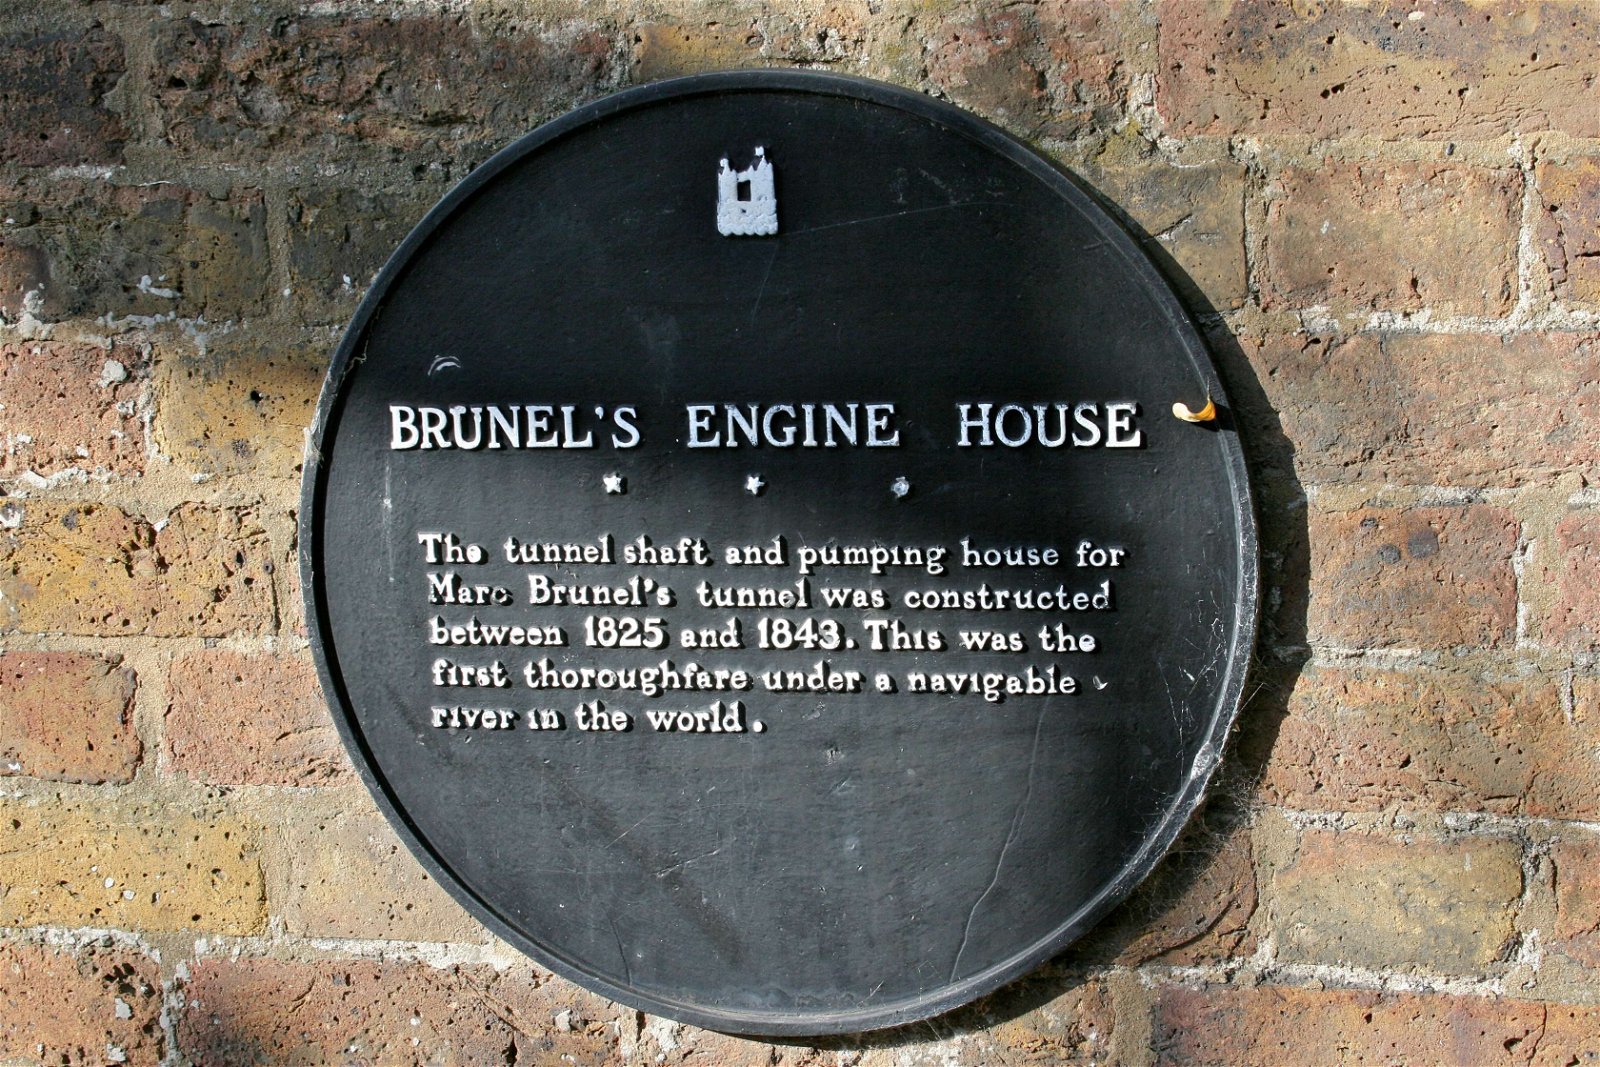 BRUNEL'S ENGINE HOUSE
The tunnel shaft and pumping house for
Marc Brunel's tunnel was constructed
between 1825 and 1843. This was the
first thoroughfare under a navigable
river in the world.